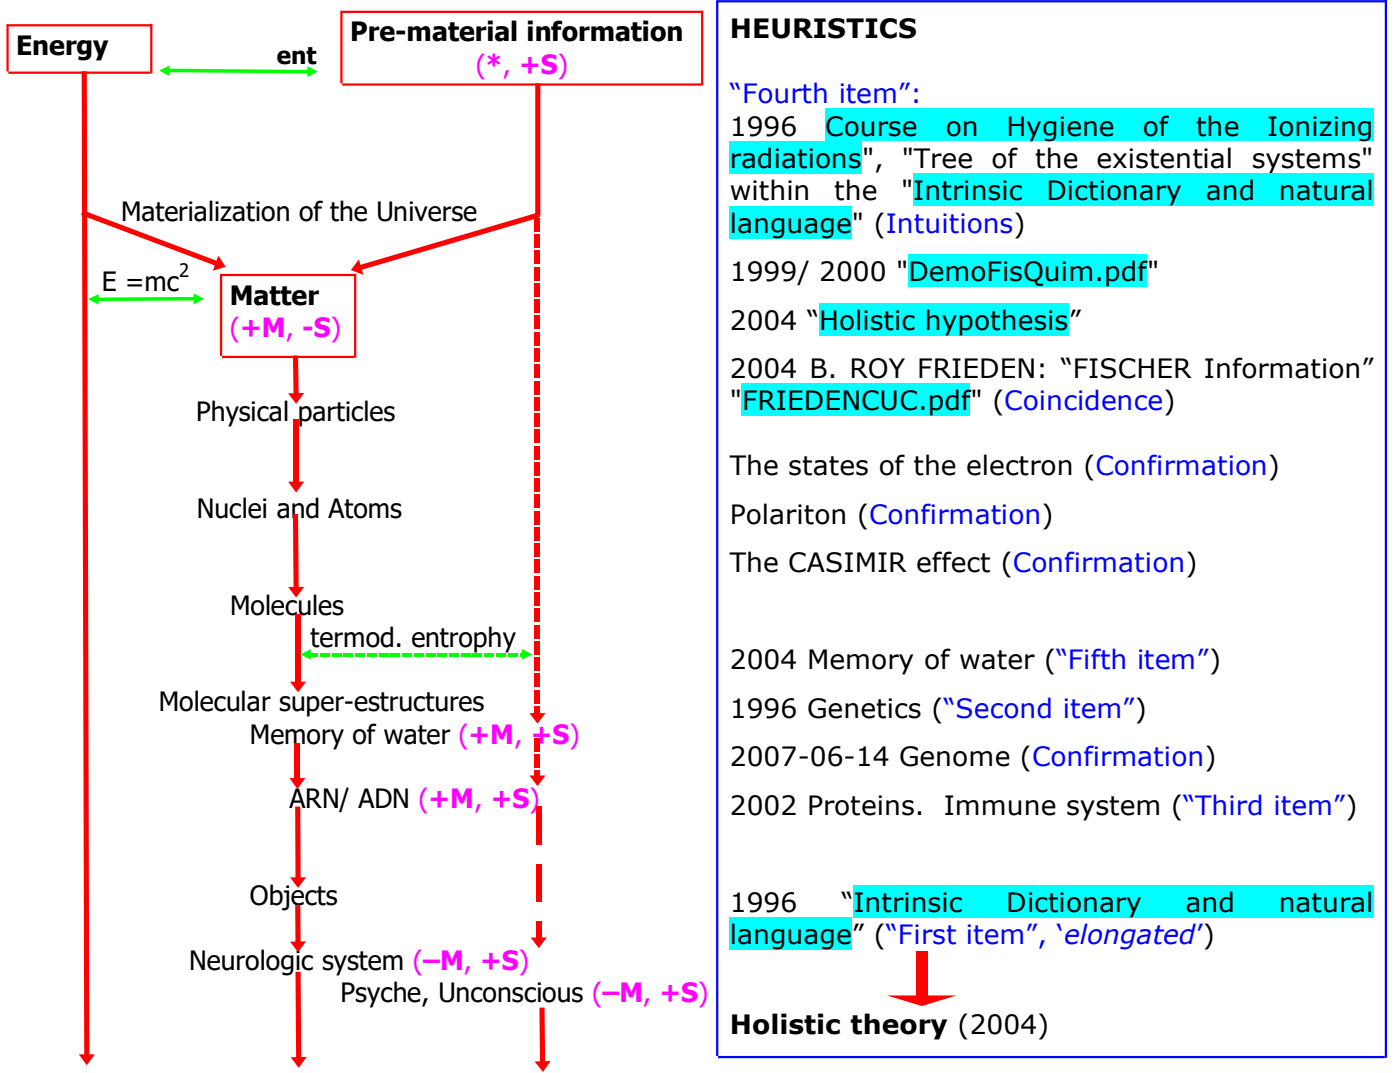 Energy
ent
Pre-material information
(*, +S)
Materialization of the Universe
E =mc2
Matter
(+M, -S)
Physical particles
Nuclei and Atoms
Molecules
termod. entrophy
Molecular super-estructures
Memory of water (+M, +S)
ARN/ ADN (+M, +S)
Objects
Neurologic system (–M, +S)
Psyche, Unconscious (–M, +S)
HEURISTICS
“Fourth item”:
1996 Course on Hygiene of the Ionizing
radiations", "Tree of the existential systems"
within the "Intrinsic Dictionary and natural
language" (Intuitions)
1999/ 2000 "DemoFisQuim.pdf"
2004 “Holistic hypothesis”
2004 B. ROY FRIEDEN: “FISCHER Information”
"FRIEDENCUC.pdf" (Coincidence)
The states of the electron (Confirmation)
Polariton (Confirmation)
The CASIMIR effect (Confirmation)
2004 Memory of water (“Fifth item”)
1996 Genetics (“Second item”)
2007-06-14 Genome (Confirmation)
2002 Proteins. Immune system (“Third item”)
1996 “Intrinsic Dictionary and natural
language” (“First item”, ‘elongated’)
Holistic theory (2004)